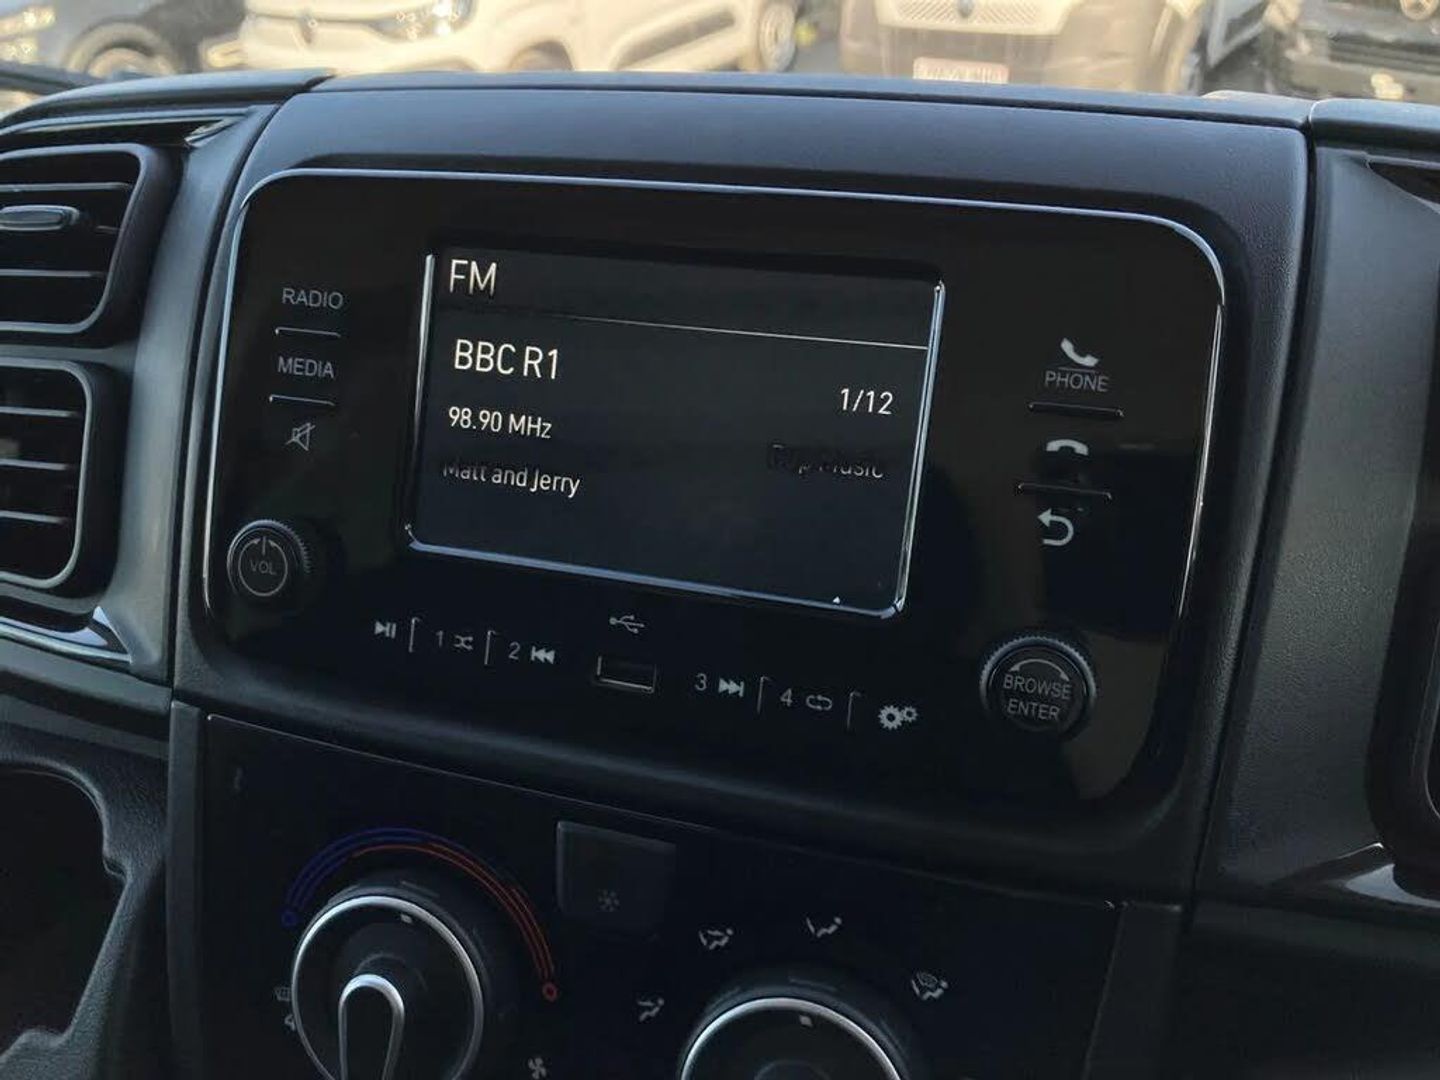 RADIO
MEDIA
VOL
FM
BBC R1
1/12
98.90 MHz
Matt and Jerry
Music
PHONE
1
2
3
4
BROWSE
ENTER